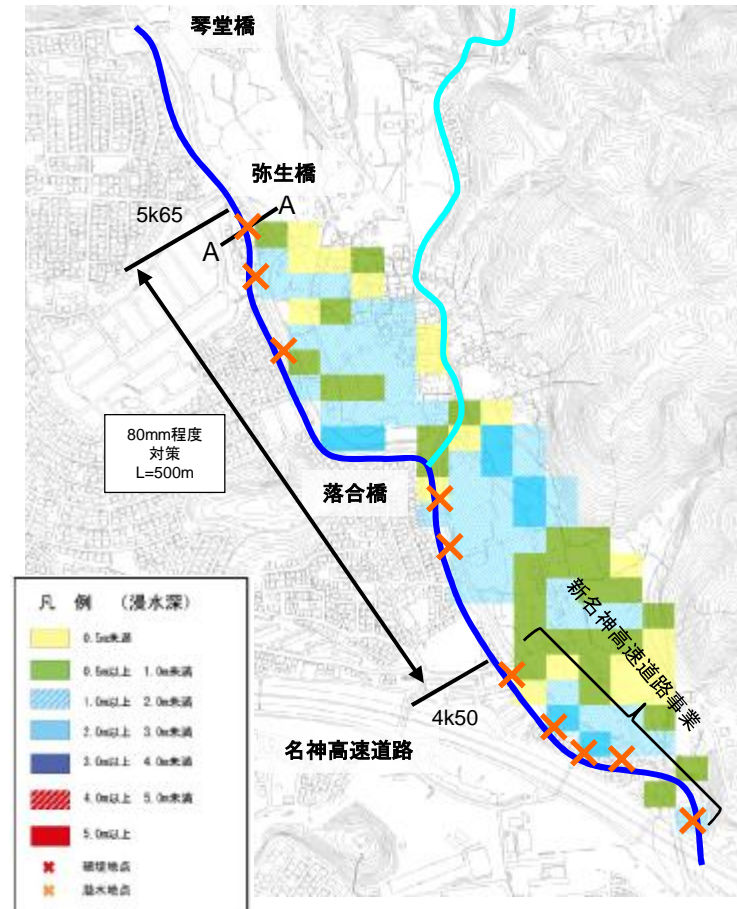 琴堂橋
弥生橋
5k65
A
A
80mm程度
対策
L=500m
落合橋
新名神高速道路事業
4k50
名神高速道路
凡 例 (浸水深)
0.5m未満
0.5m以上 1.0m未満
1.0m以上 2.0m未満
2.0m以上 3.0m未満
3.0m以上 4.0m未満
4.0m以上 5.0m未満
5.0m以上
破堤地点
溢水地点